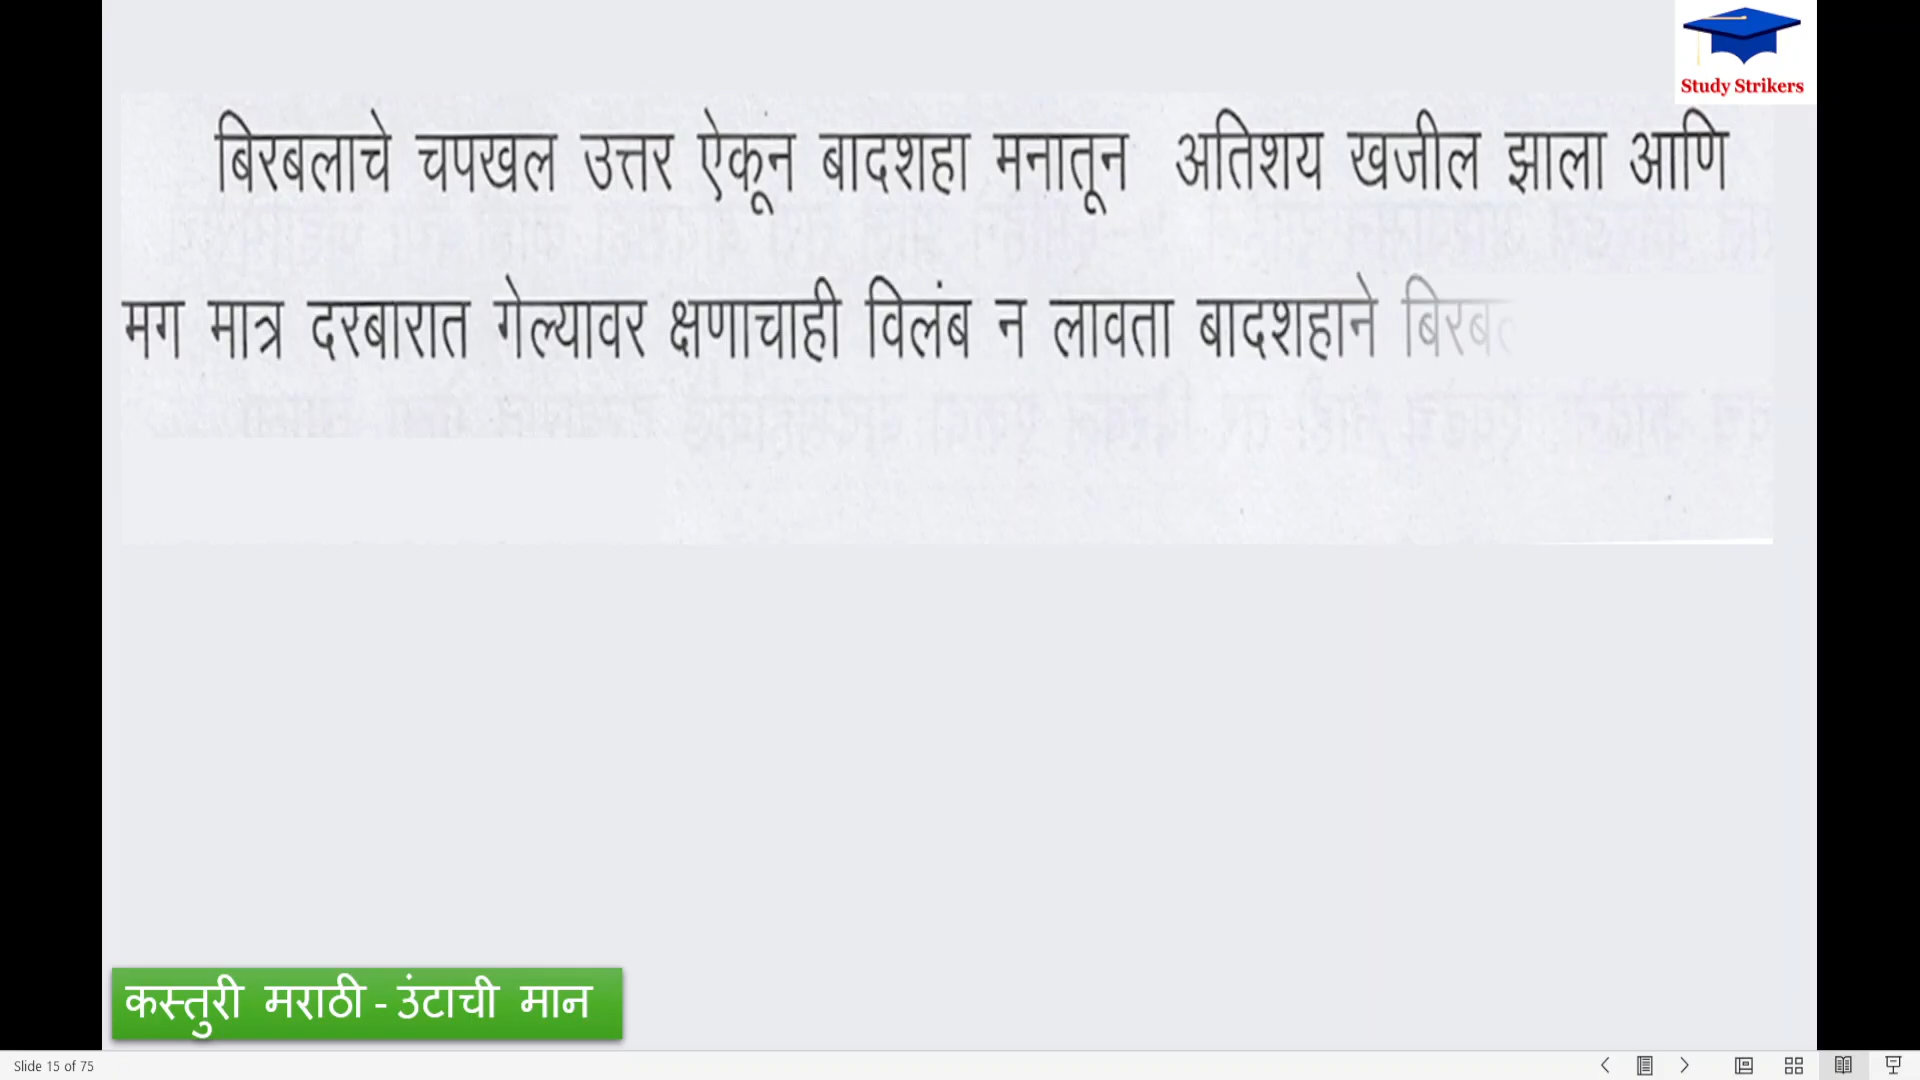 Study Strikers
बिरबलाचे चपखल उत्तर ऐकून बादशहा मनातून अतिशय खजील झाला आणि
मग मात्र दरबारात गेल्यावर क्षणाचाही विलंब न लावता बादशहाने
कस्तुरी मराठी - उंटाची मान
Slide 15 of 75